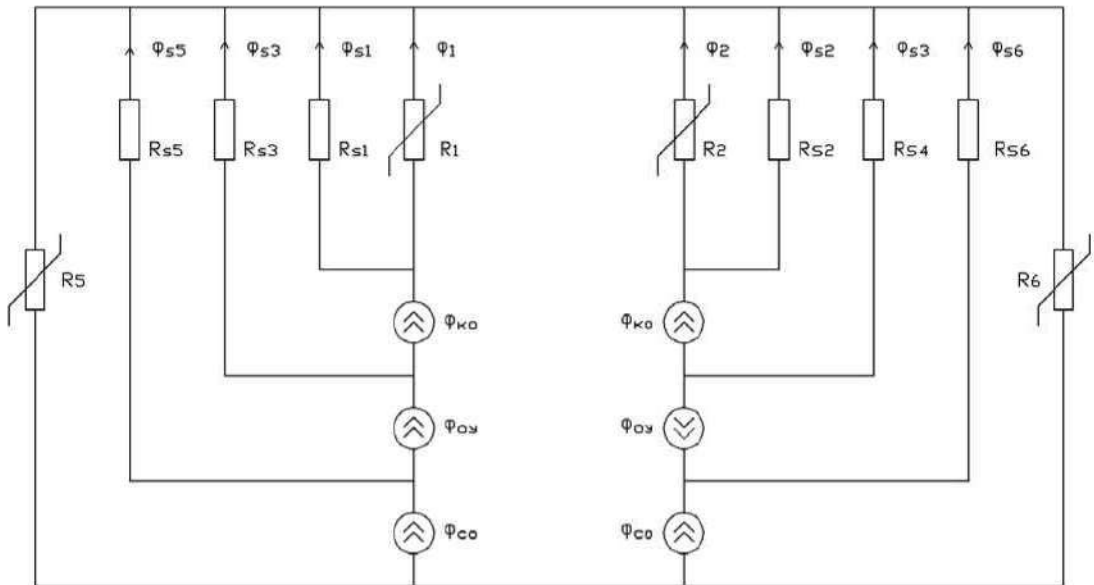 Φs5 Φs3 Φs1 Φ1 Φ2 Φs2 Φs3 Φs6
Rs5 Rs3 Rs1 R1 R2 RS2 RS4 RS6
R5 R6
Φко Φко
Φоу Φоу
Φсо Φсо